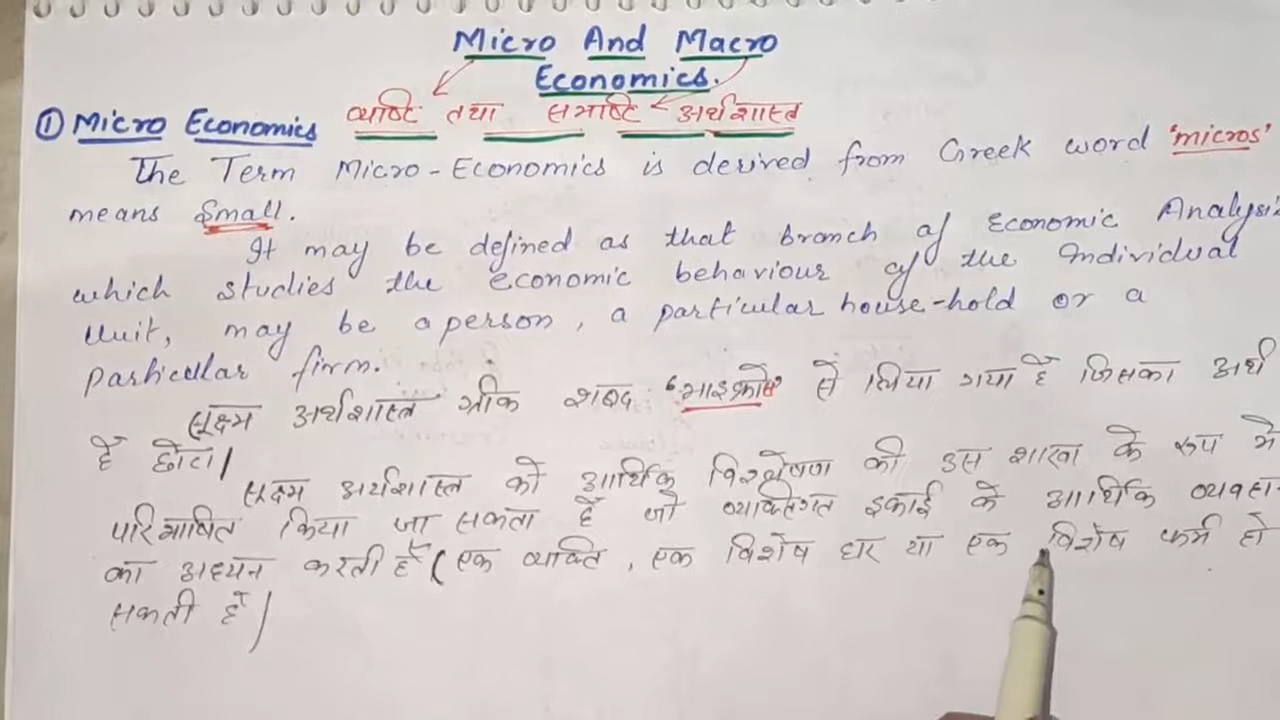 Micro And Macro
Economics.
व्यष्टि तथा समष्टि अर्थशास्त्र
① Micro Economics
The Term Micro-Economics is derived from Greek word 'micros'
means Small.
It may be defined as that branch of Economic Analysis
which studies the economic behaviour of the Individual
Unit, may be a person, a particular house-hold or a
particular firm.
सूक्ष्म अर्थशास्त्र ग्रीक शब्द 'माइक्रोस' से लिया गया है जिसका अर्थ
है छोटा।
सूक्ष्म अर्थशास्त्र को आर्थिक विश्लेषण की उस शाखा के रूप में
परिभाषित किया जा सकता है जो व्यक्तिगत इकाई के आर्थिक व्यवहा
का अध्यन करती है (एक व्यक्ति, एक विशेष घर या एक विशेष फर्म हो
सकती है)